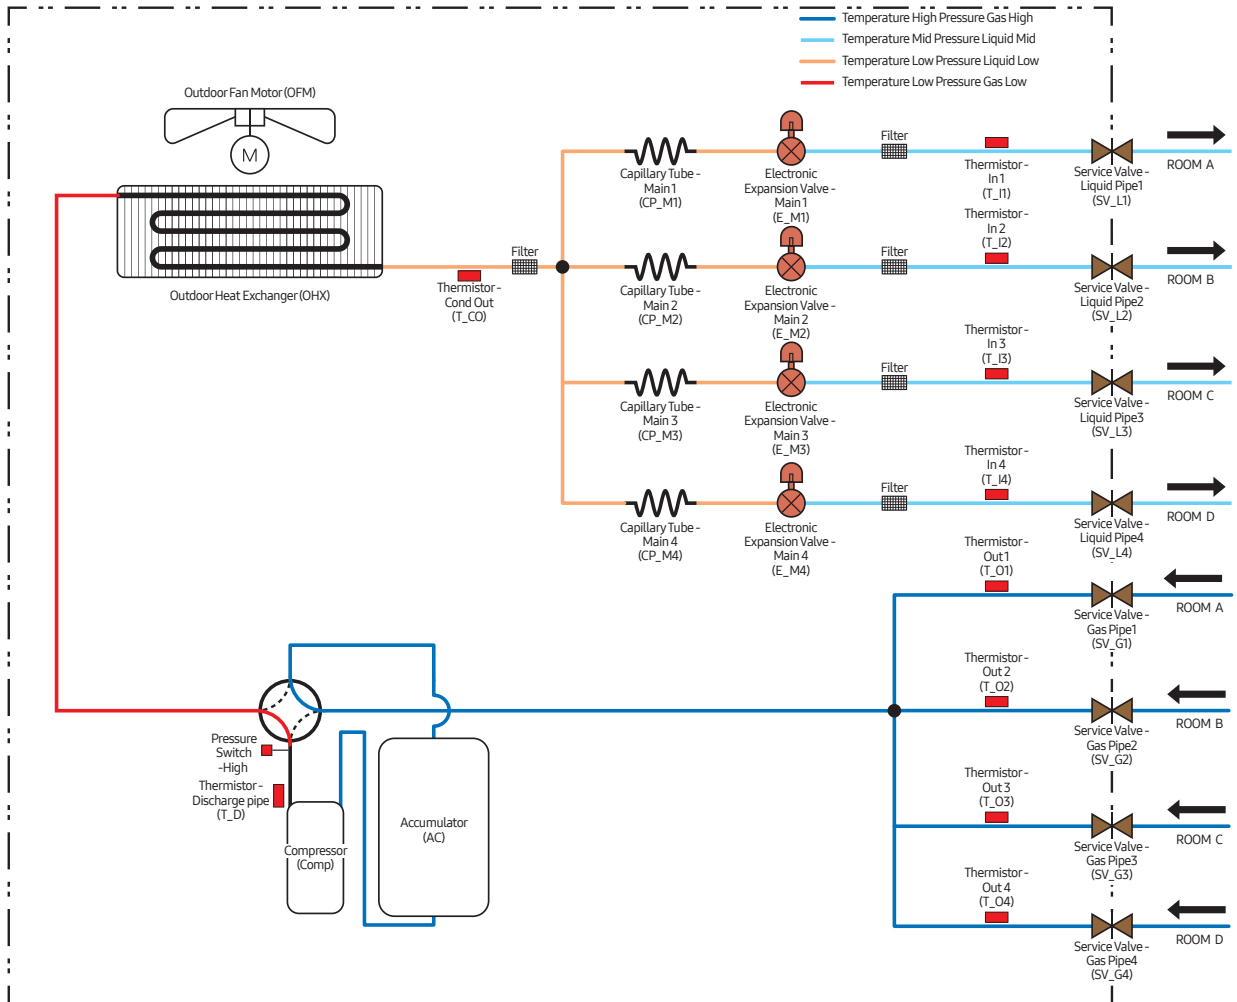 Temperature High Pressure Gas High
Temperature Mid Pressure Liquid Mid
Temperature Low Pressure Liquid Low
Temperature Low Pressure Gas Low
Outdoor Fan Motor (OFM)
M
Outdoor Heat Exchanger (OHX)
Thermistor -
Cond Out
(T_CO)
Filter
Capillary Tube -
Main 1
(CP_M1)
Electronic
Expansion Valve -
Main 1
(E_M1)
Filter
Thermistor-
In 1
(T_I1)
Service Valve -
Liquid Pipe1
(SV_L1)
ROOM A
Capillary Tube -
Main 2
(CP_M2)
Electronic
Expansion Valve -
Main 2
(E_M2)
Filter
Thermistor-
In 2
(T_I2)
Service Valve -
Liquid Pipe2
(SV_L2)
ROOM B
Capillary Tube -
Main 3
(CP_M3)
Electronic
Expansion Valve -
Main 3
(E_M3)
Filter
Thermistor-
In 3
(T_I3)
Service Valve -
Liquid Pipe3
(SV_L3)
ROOM C
Capillary Tube -
Main 4
(CP_M4)
Electronic
Expansion Valve -
Main 4
(E_M4)
Filter
Thermistor-
In 4
(T_I4)
Service Valve -
Liquid Pipe4
(SV_L4)
ROOM D
Thermistor-
Out 1
(T_O1)
Service Valve -
Gas Pipe1
(SV_G1)
ROOM A
Thermistor-
Out 2
(T_O2)
Service Valve -
Gas Pipe2
(SV_G2)
ROOM B
Thermistor-
Out 3
(T_O3)
Service Valve -
Gas Pipe3
(SV_G3)
ROOM C
Thermistor-
Out 4
(T_O4)
Service Valve -
Gas Pipe4
(SV_G4)
ROOM D
Pressure
Switch
-High
Thermistor -
Discharge pipe
(T_D)
Compressor
(Comp)
Accumulator
(AC)